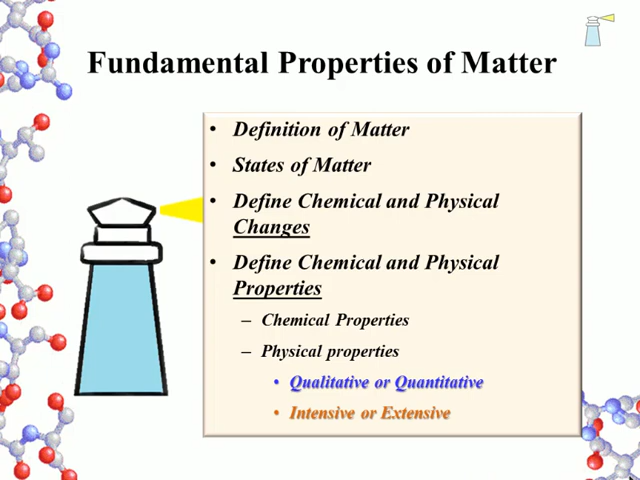 Fundamental Properties of Matter
• Definition of Matter
• States of Matter
• Define Chemical and Physical
Changes
• Define Chemical and Physical
Properties
– Chemical Properties
– Physical properties
• Qualitative or Quantitative
• Intensive or Extensive